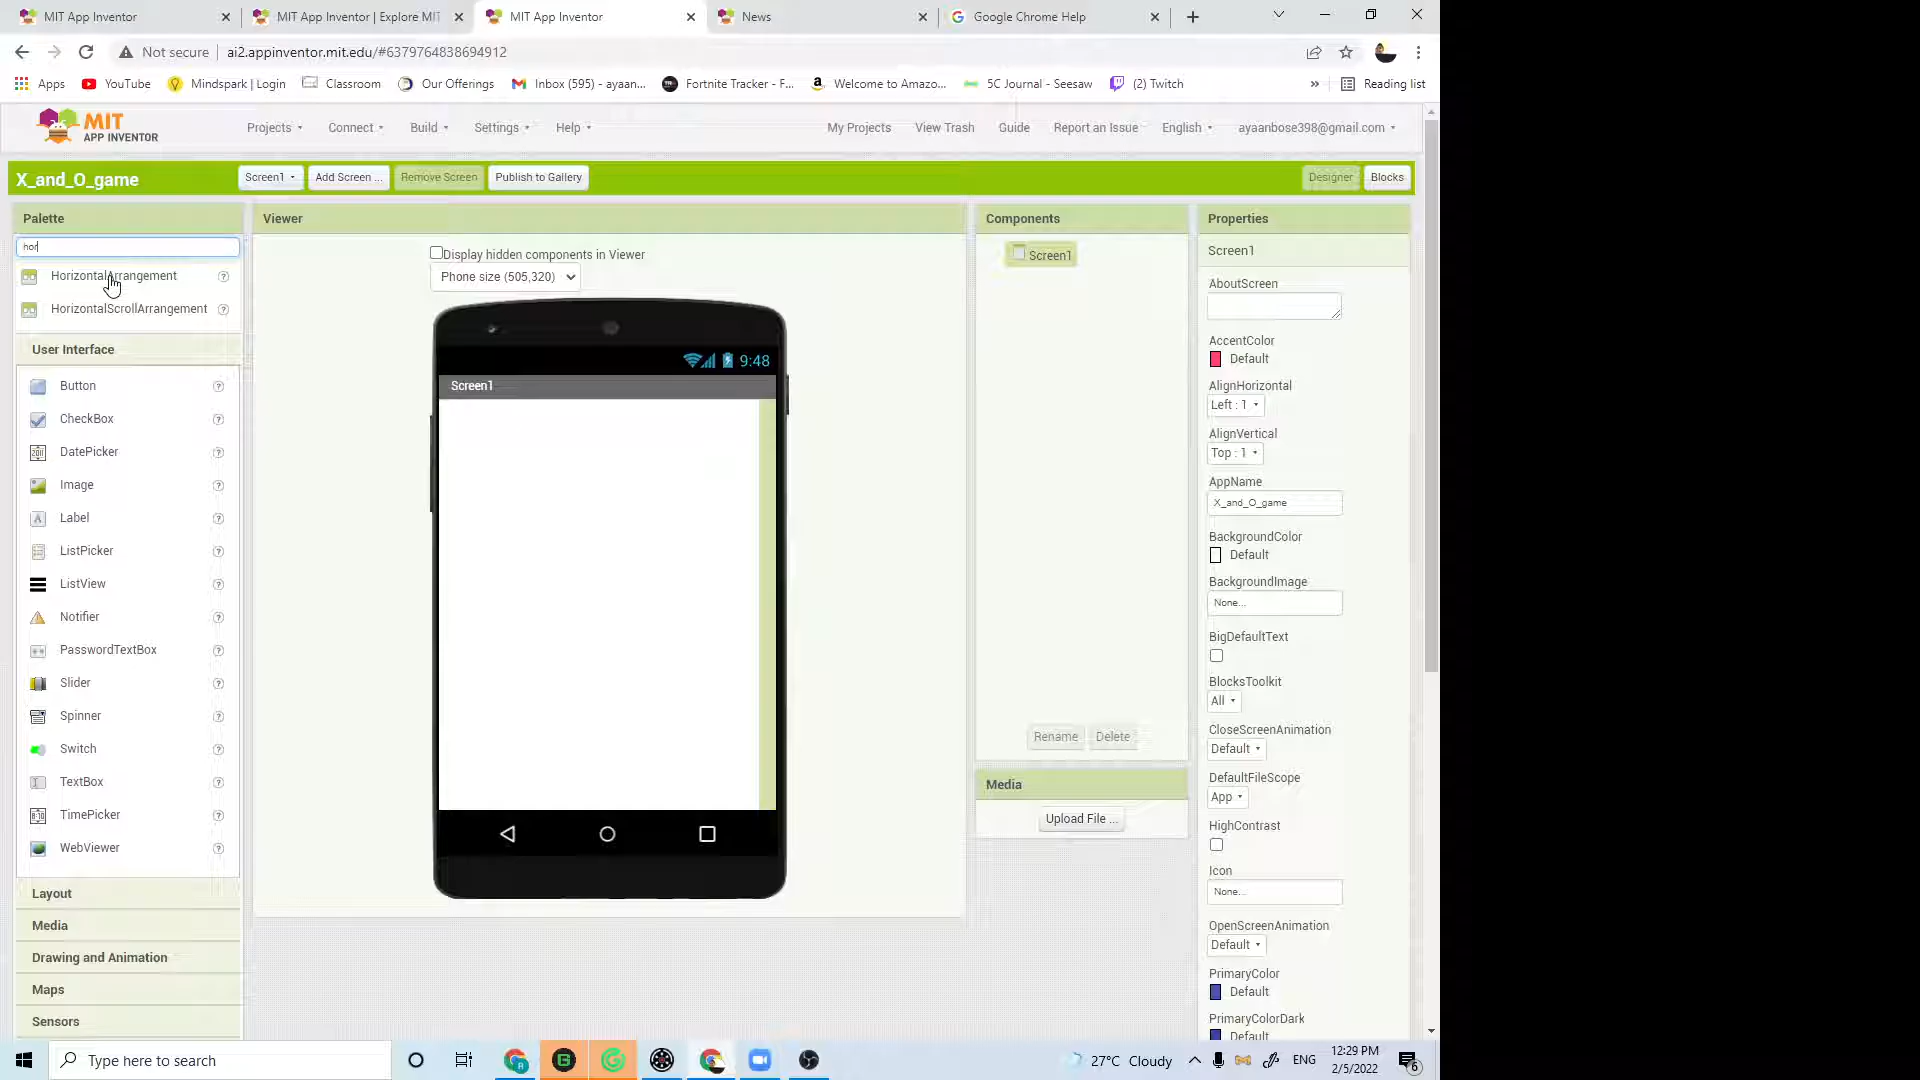 MIT App Inventor
MIT App Inventor | Explore MIT
MIT App Inventor
News
Google Chrome Help
Not secure
ai2.appinventor.mit.edu/#6379764838694912
Apps
YouTube
Mindspark | Login
Classroom
Our Offerings
Inbox (595) - ayaan...
Fortnite Tracker - F...
Welcome to Amazo...
5C Journal - Seesaw
(2) Twitch
»
Reading list
MIT
APP INVENTOR
Projects
Connect
Build
Settings
Help
My Projects
View Trash
Guide
Report an Issue
English
ayaanbose398@gmail.com
X_and_O_game
Screen1
Add Screen ...
Remove Screen
Publish to Gallery
Designer
Blocks
Palette
hor
HorizontalArrangement
HorizontalScrollArrangement
User Interface
Button
CheckBox
DatePicker
Image
Label
ListPicker
ListView
Notifier
PasswordTextBox
Slider
Spinner
Switch
TextBox
TimePicker
WebViewer
Layout
Media
Drawing and Animation
Maps
Sensors
Viewer
Display hidden components in Viewer
Phone size (505,320)
9:48
Screen1
Components
Screen1
Rename
Delete
Media
Upload File ...
Properties
Screen1
AboutScreen
AccentColor
Default
AlignHorizontal
Left : 1
AlignVertical
Top : 1
AppName
X_and_O_game
BackgroundColor
Default
BackgroundImage
None...
BigDefaultText
BlocksToolkit
All
CloseScreenAnimation
Default
DefaultFileScope
App
HighContrast
Icon
None...
OpenScreenAnimation
Default
PrimaryColor
Default
PrimaryColorDark
Default
Type here to search
27°C Cloudy
ENG
12:29 PM
2/5/2022
6